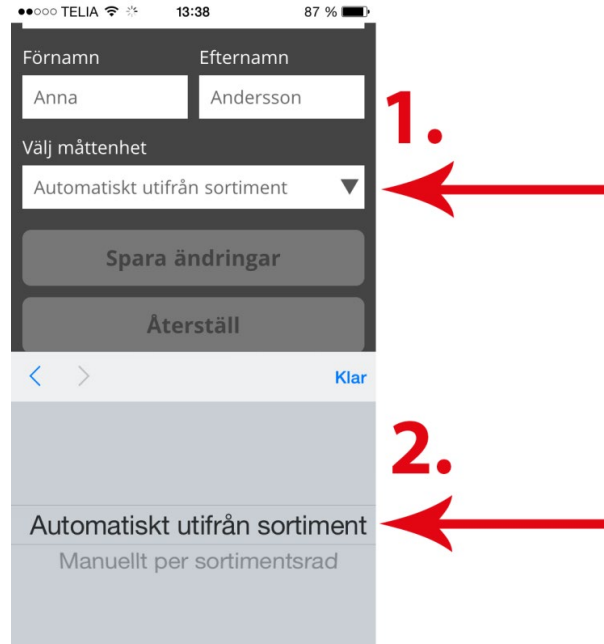 TELIA 13:38 87 %
Förnamn Efternamn
Anna Andersson
1.
Välj måttenhet
Automatiskt utifrån sortiment
Spara ändringar
Återställ
Klar
2.
Automatiskt utifrån sortiment
Manuellt per sortimentsrad